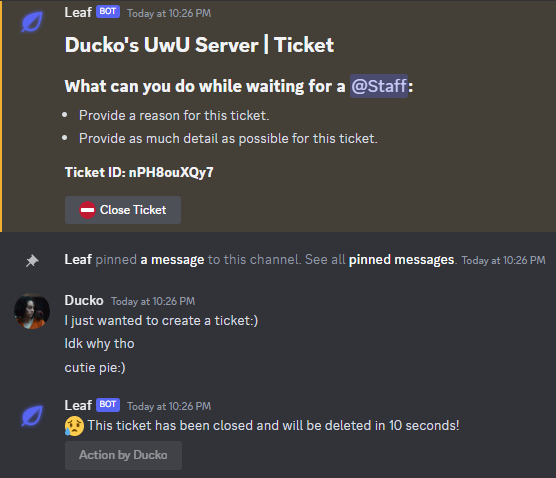 Leaf BOT Today at 10:26 PM
Ducko's UwU Server | Ticket
What can you do while waiting for a @Staff:
• Provide a reason for this ticket.
• Provide as much detail as possible for this ticket.
Ticket ID: nPH8ouXQy7
Close Ticket
Leaf pinned a message to this channel. See all pinned messages. Today at 10:26 PM
Ducko Today at 10:26 PM
I just wanted to create a ticket:)
Idk why tho
cutie pie:)
Leaf BOT Today at 10:26 PM
😥 This ticket has been closed and will be deleted in 10 seconds!
Action by Ducko